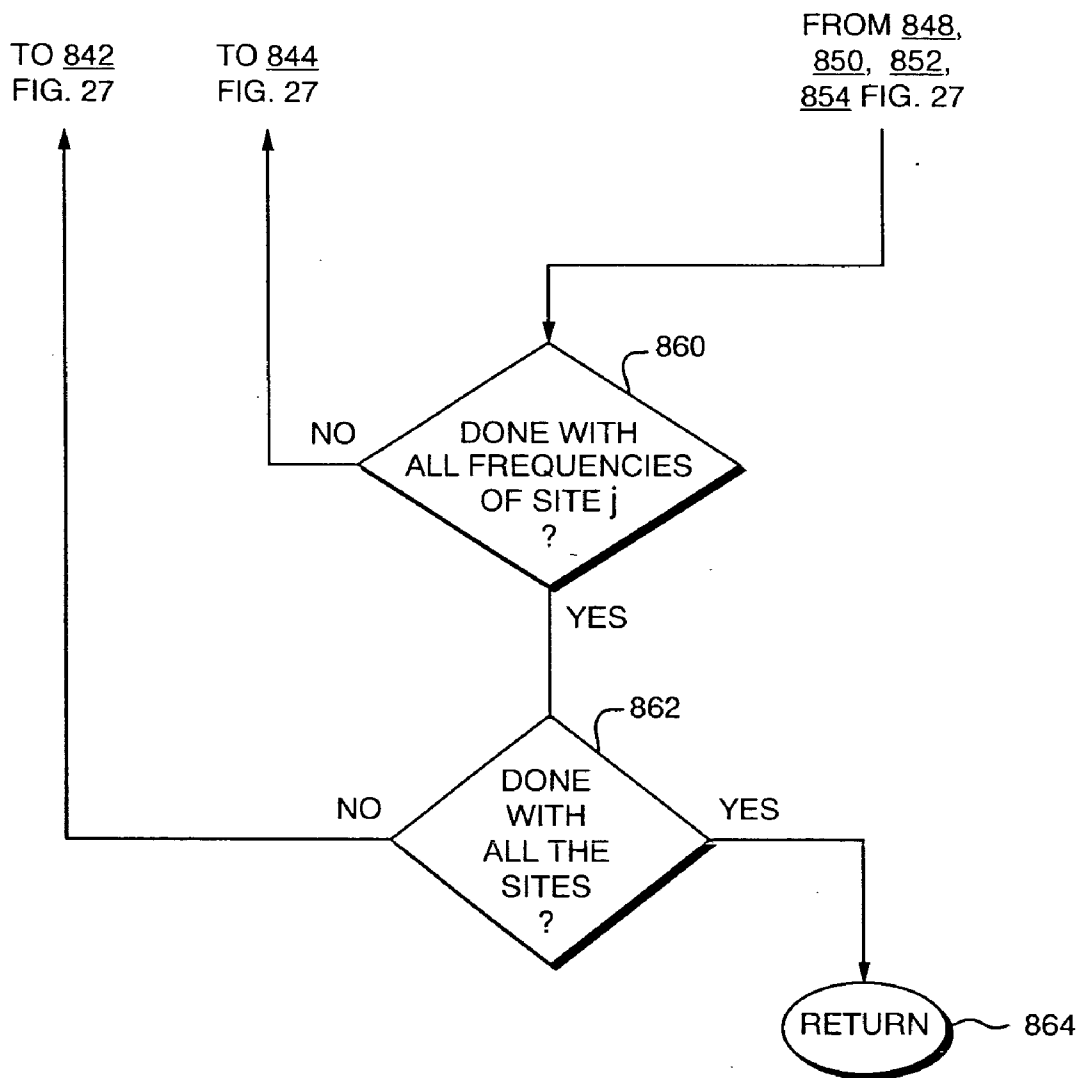 TO 842
FIG. 27
TO 844
FIG. 27
FROM 848,
850, 852,
854 FIG. 27
860
NO
DONE WITH
ALL FREQUENCIES
OF SITE j
?
YES
862
NO
DONE
WITH
ALL THE
SITES
?
YES
RETURN
864